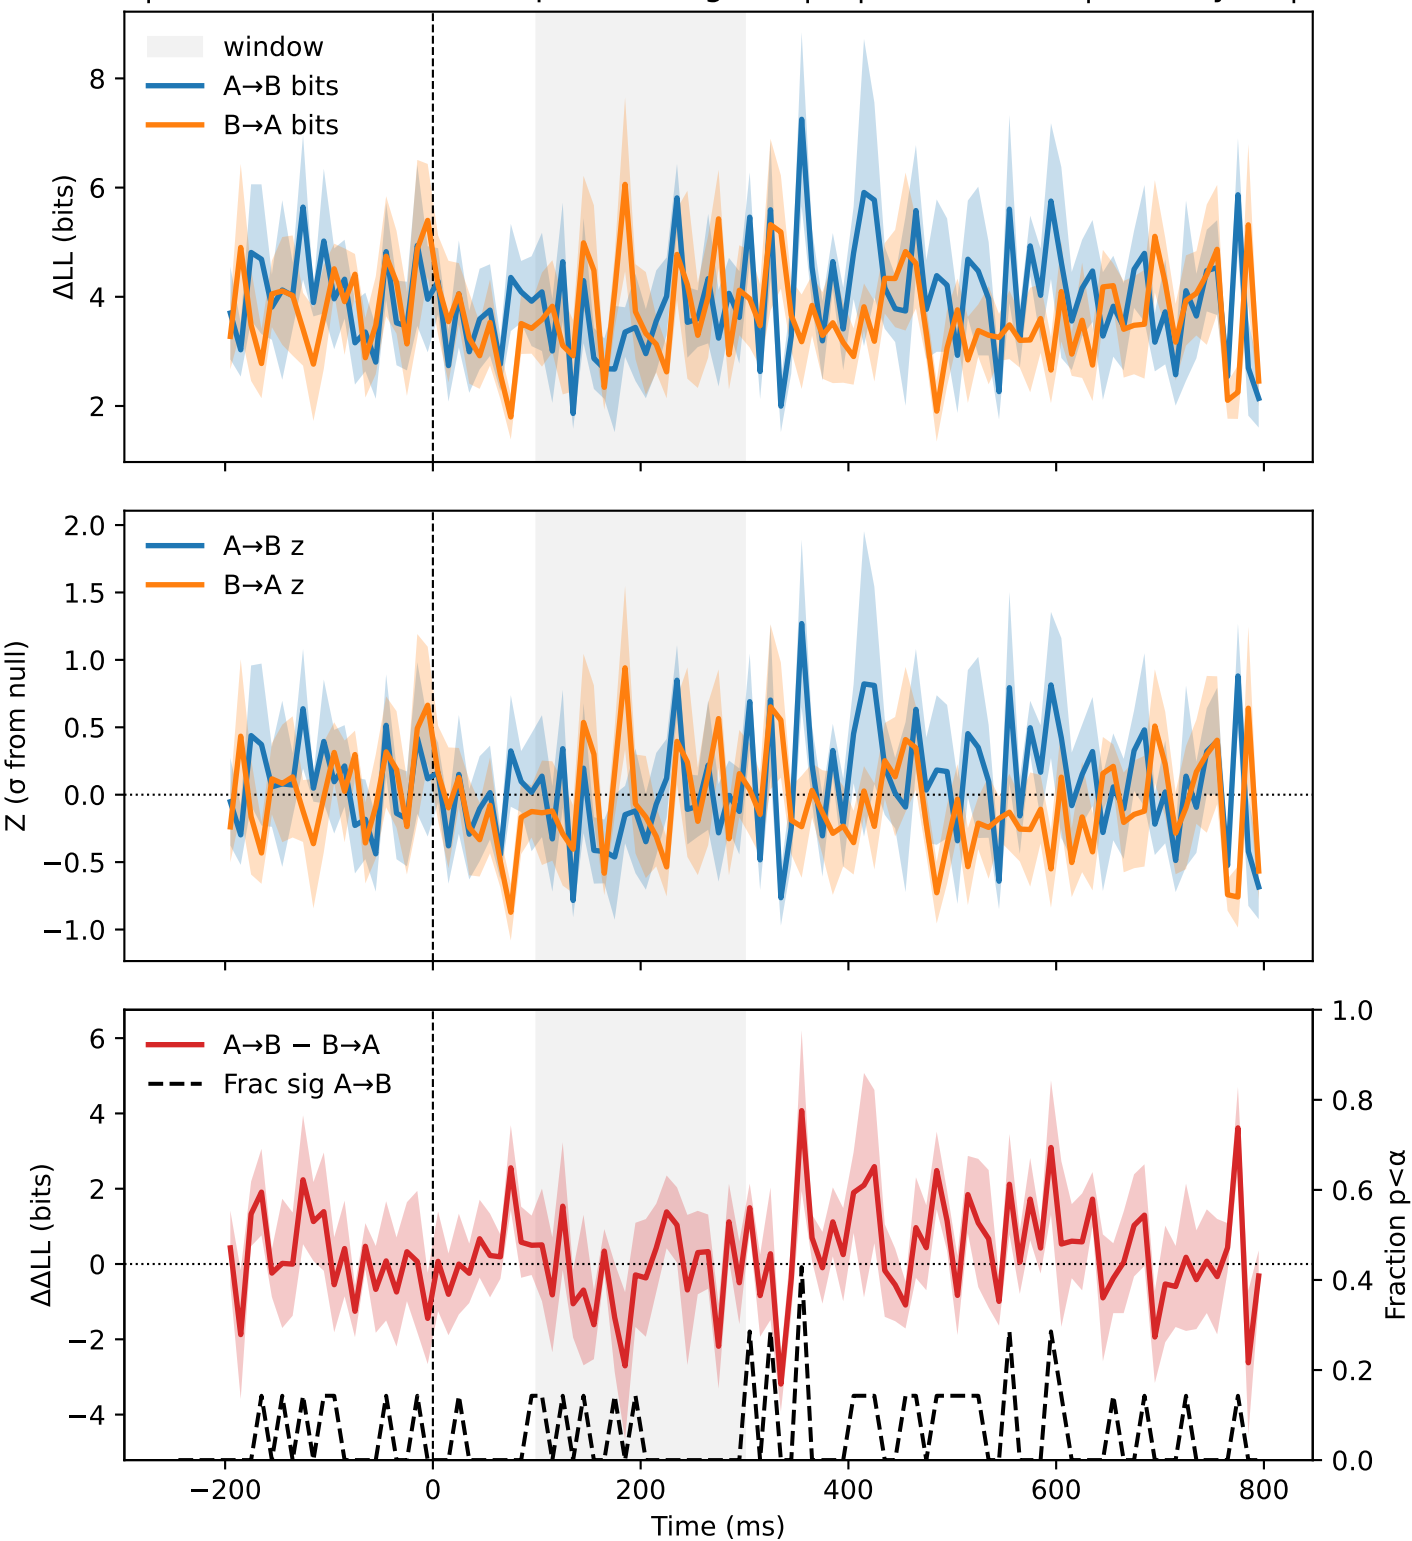 8
6
4
2
ΔLL (bits)
window
A→B bits
B→A bits
2.0
1.5
1.0
0.5
0.0
−0.5
−1.0
Z (σ from null)
A→B z
B→A z
6
4
2
0
−2
−4
ΔΔLL (bits)
A→B − B→A
Frac sig A→B
1.0
0.8
0.6
0.4
0.2
0.0
Fraction p<α
−200
0
200
400
600
800
Time (ms)